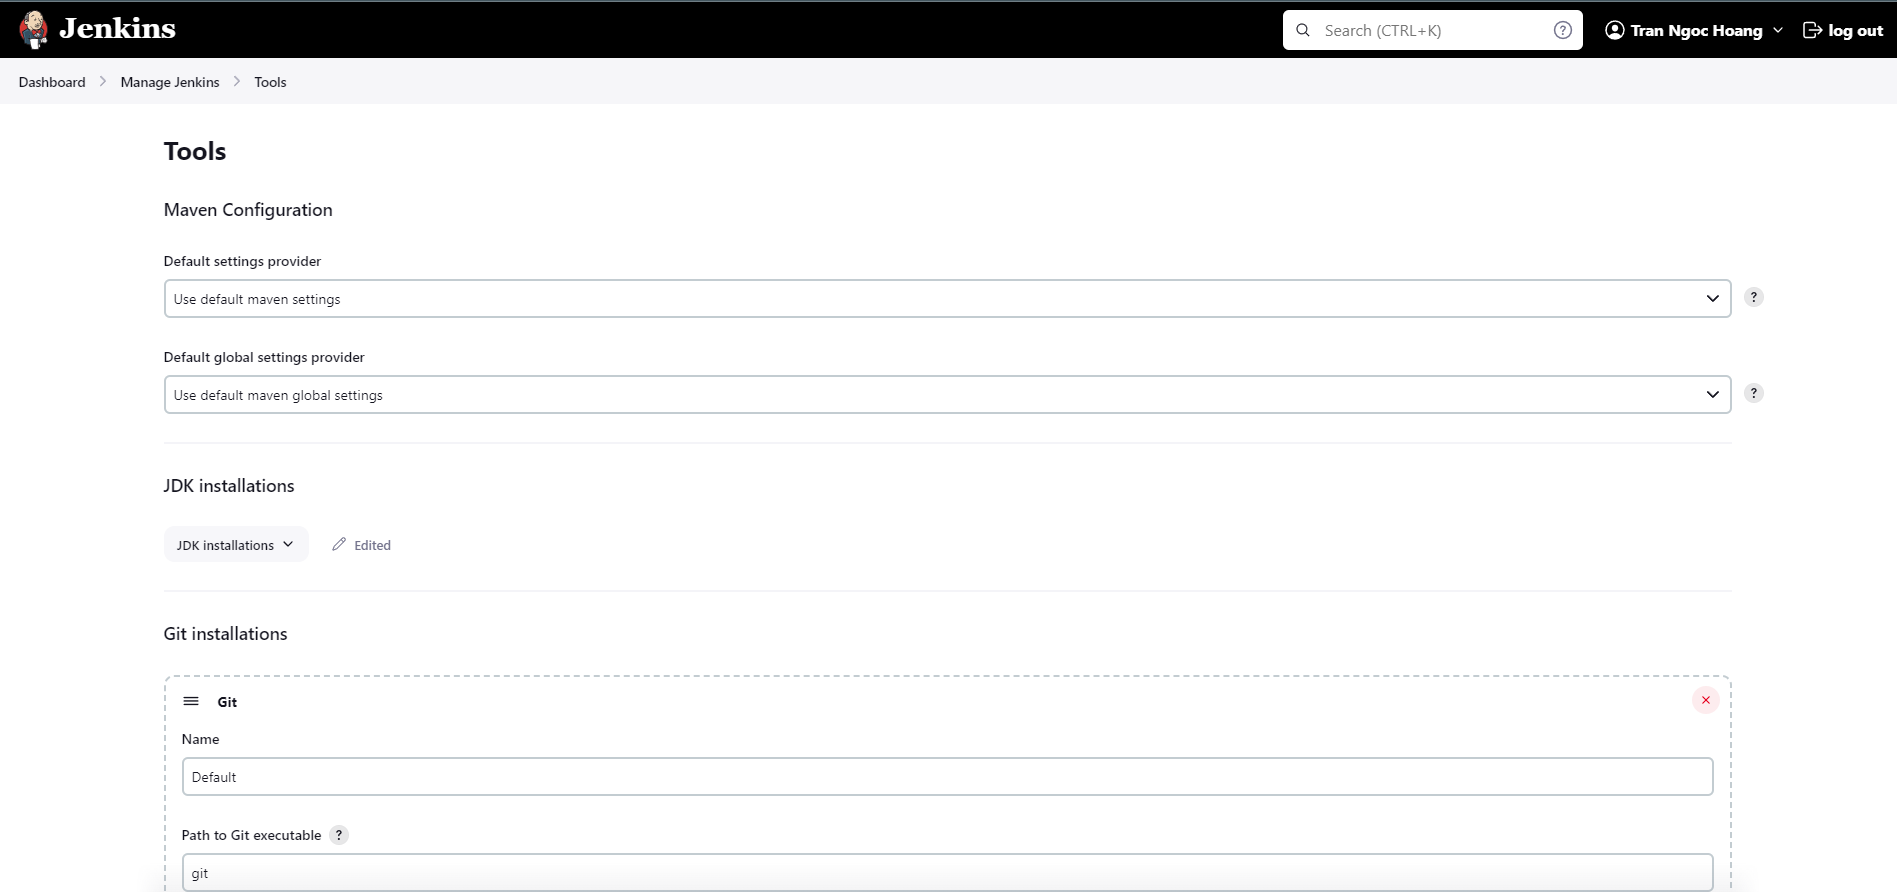 Jenkins
Search (CTRL+K)
?
Tran Ngoc Hoang
log out
Dashboard
Manage Jenkins
Tools
Tools
Maven Configuration
Default settings provider
Use default maven settings
?
Default global settings provider
Use default maven global settings
?
JDK installations
JDK installations
Edited
Git installations
Git
Name
Default
Path to Git executable ?
git